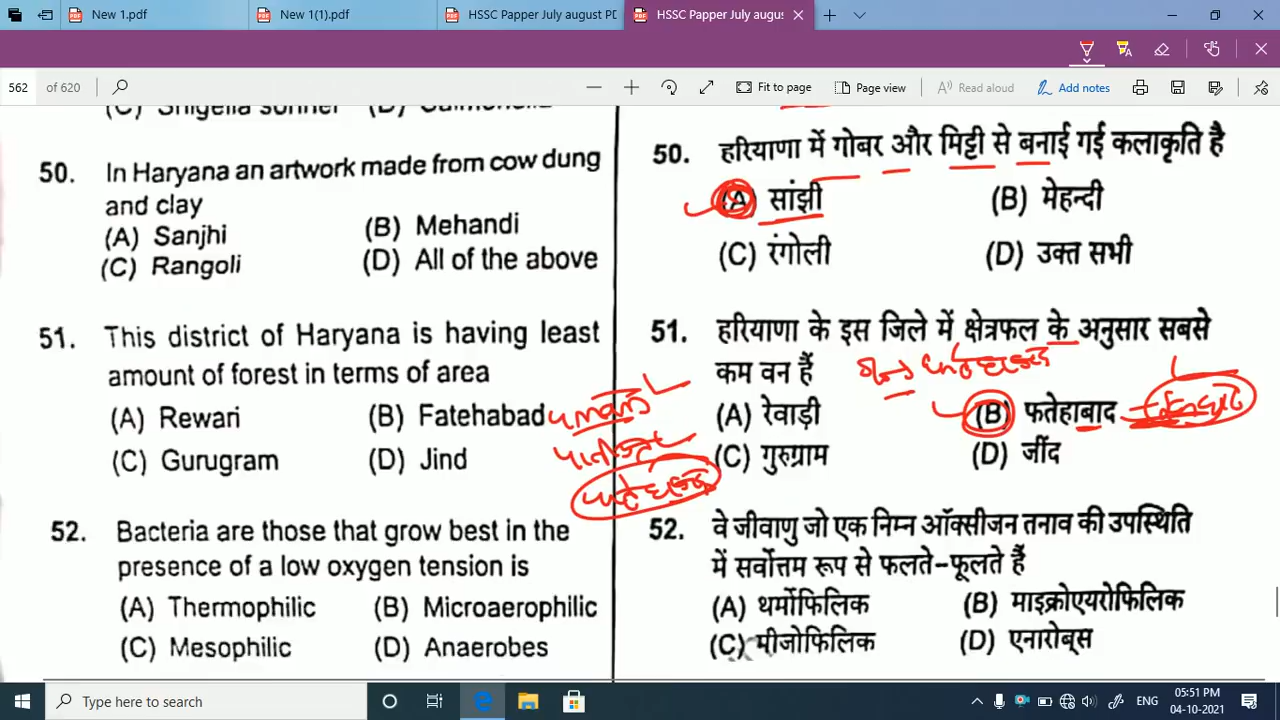 New 1.pdf
New 1(1).pdf
HSSC Papper July august PD
HSSC Papper July augus
562 of 620
Fit to page
Page view
Read aloud
Add notes
(C) Shigella sonnei (D) Salmonella
50. In Haryana an artwork made from cow dung
and clay
(A) Sanjhi (B) Mehandi
(C) Rangoli (D) All of the above
51. This district of Haryana is having least
amount of forest in terms of area
(A) Rewari (B) Fatehabad
(C) Gurugram (D) Jind
52. Bacteria are those that grow best in the
presence of a low oxygen tension is
(A) Thermophilic (B) Microaerophilic
(C) Mesophilic (D) Anaerobes
50. हरियाणा में गोबर और मिट्टी से बनाई गई कलाकृति है
(A) सांझी (B) मेहन्दी
(C) रंगोली (D) उक्त सभी
51. हरियाणा के इस जिले में क्षेत्रफल के अनुसार सबसे
कम वन हैं
(A) रेवाड़ी (B) फतेहाबाद
(C) गुरुग्राम (D) जींद
52. वे जीवाणु जो एक निम्न ऑक्सीजन तनाव की उपस्थिति
में सर्वोत्तम रूप से फलते-फूलते हैं
(A) थर्मोफिलिक (B) माइक्रोएयरोफिलिक
(C) मीजोफिलिक (D) एनारोब्स
Type here to search
ENG
05:51 PM
04-10-2021